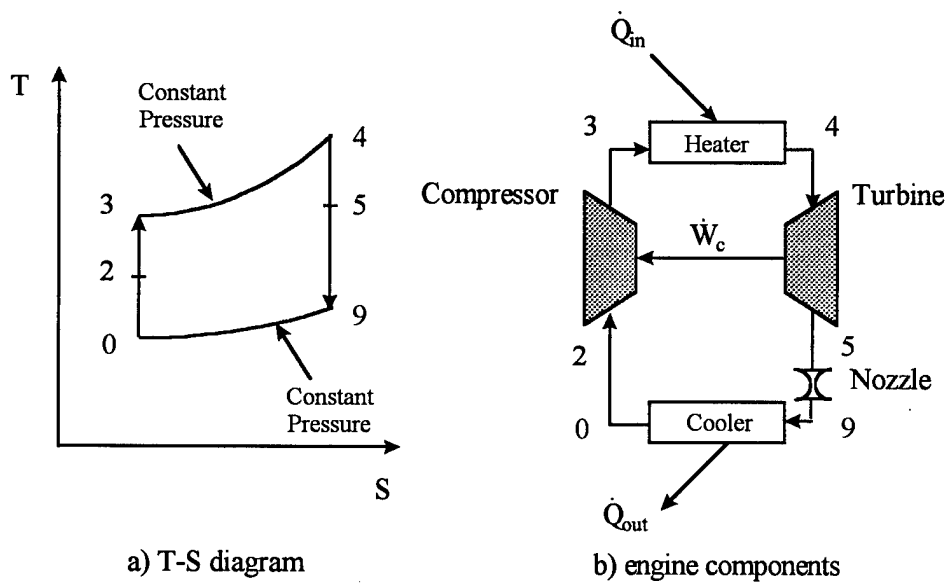 T
Constant
Pressure
4
3
5
2
9
0
Constant
Pressure
S
a) T-S diagram
Q̇in
3
Heater
4
Compressor
Turbine
Ẇc
2
5
Nozzle
0
Cooler
9
Q̇out
b) engine components